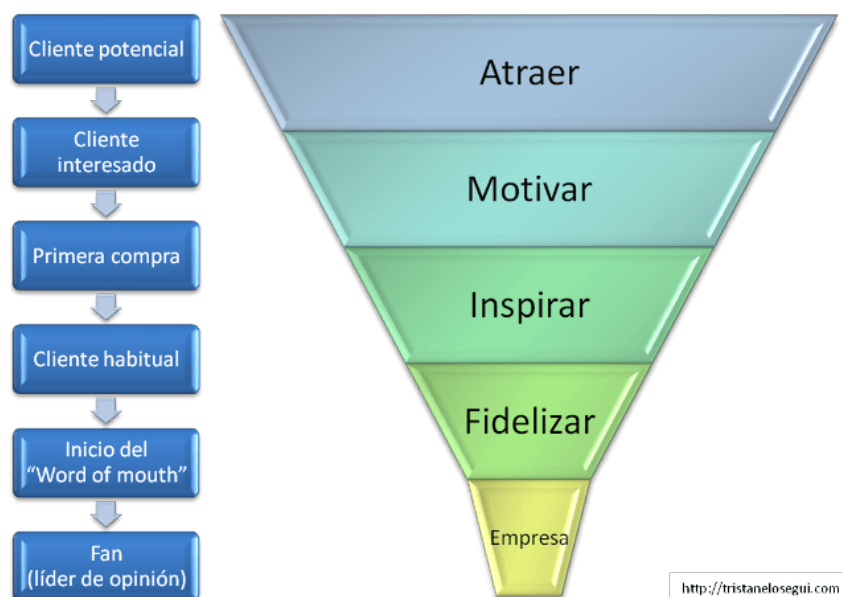 Cliente potencial
Cliente
interesado
Primera compra
Cliente habitual
Inicio del
“Word of mouth”
Fan
(líder de opinión)
Atraer
Motivar
Inspirar
Fidelizar
Empresa
http://tristanelosegui.com